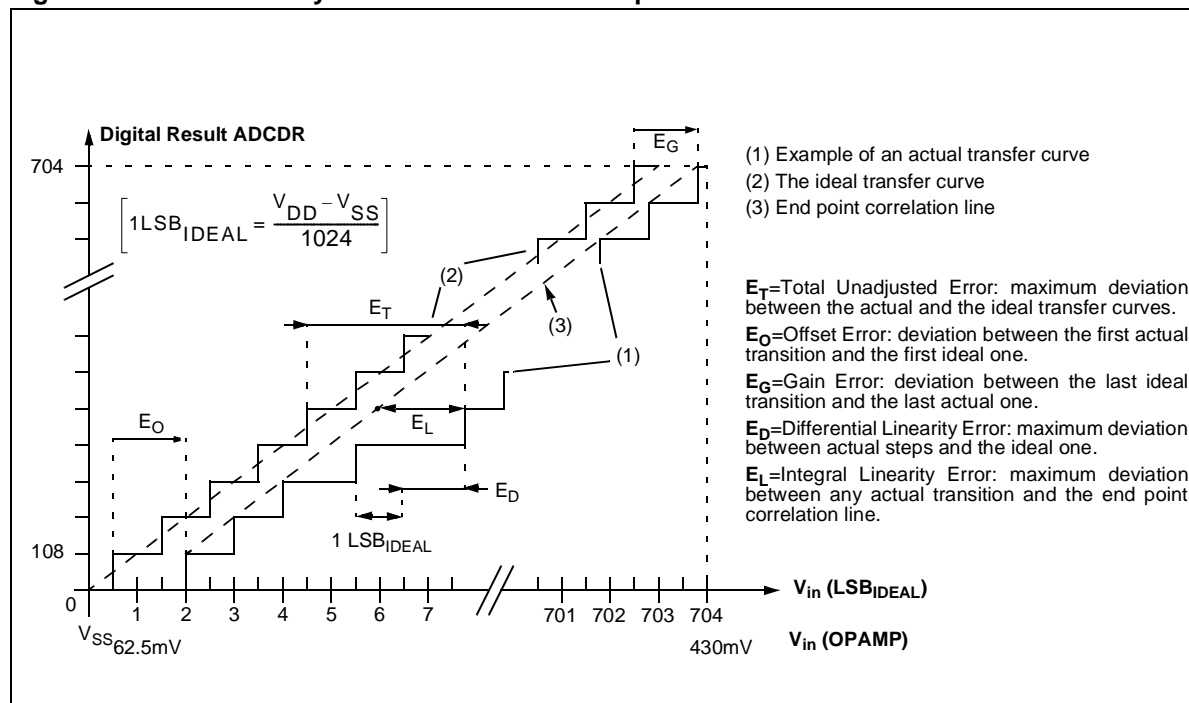 Digital Result ADCDR
704
E_G
(1) Example of an actual transfer curve
(2) The ideal transfer curve
(3) End point correlation line
1LSB_IDEAL = V_DD – V_SS
1024
(2)
E_T
(3)
(1)
E_T=Total Unadjusted Error: maximum deviation
between the actual and the ideal transfer curves.
E_O=Offset Error: deviation between the first actual
transition and the first ideal one.
E_G=Gain Error: deviation between the last ideal
transition and the last actual one.
E_D=Differential Linearity Error: maximum deviation
between actual steps and the ideal one.
E_L=Integral Linearity Error: maximum deviation
between any actual transition and the end point
correlation line.
E_O
E_L
E_D
1 LSB_IDEAL
108
0
1 2 3 4 5 6 7 701 702 703 704
V_in (LSB_IDEAL)
V_SS
62.5mV
430mV
V_in (OPAMP)